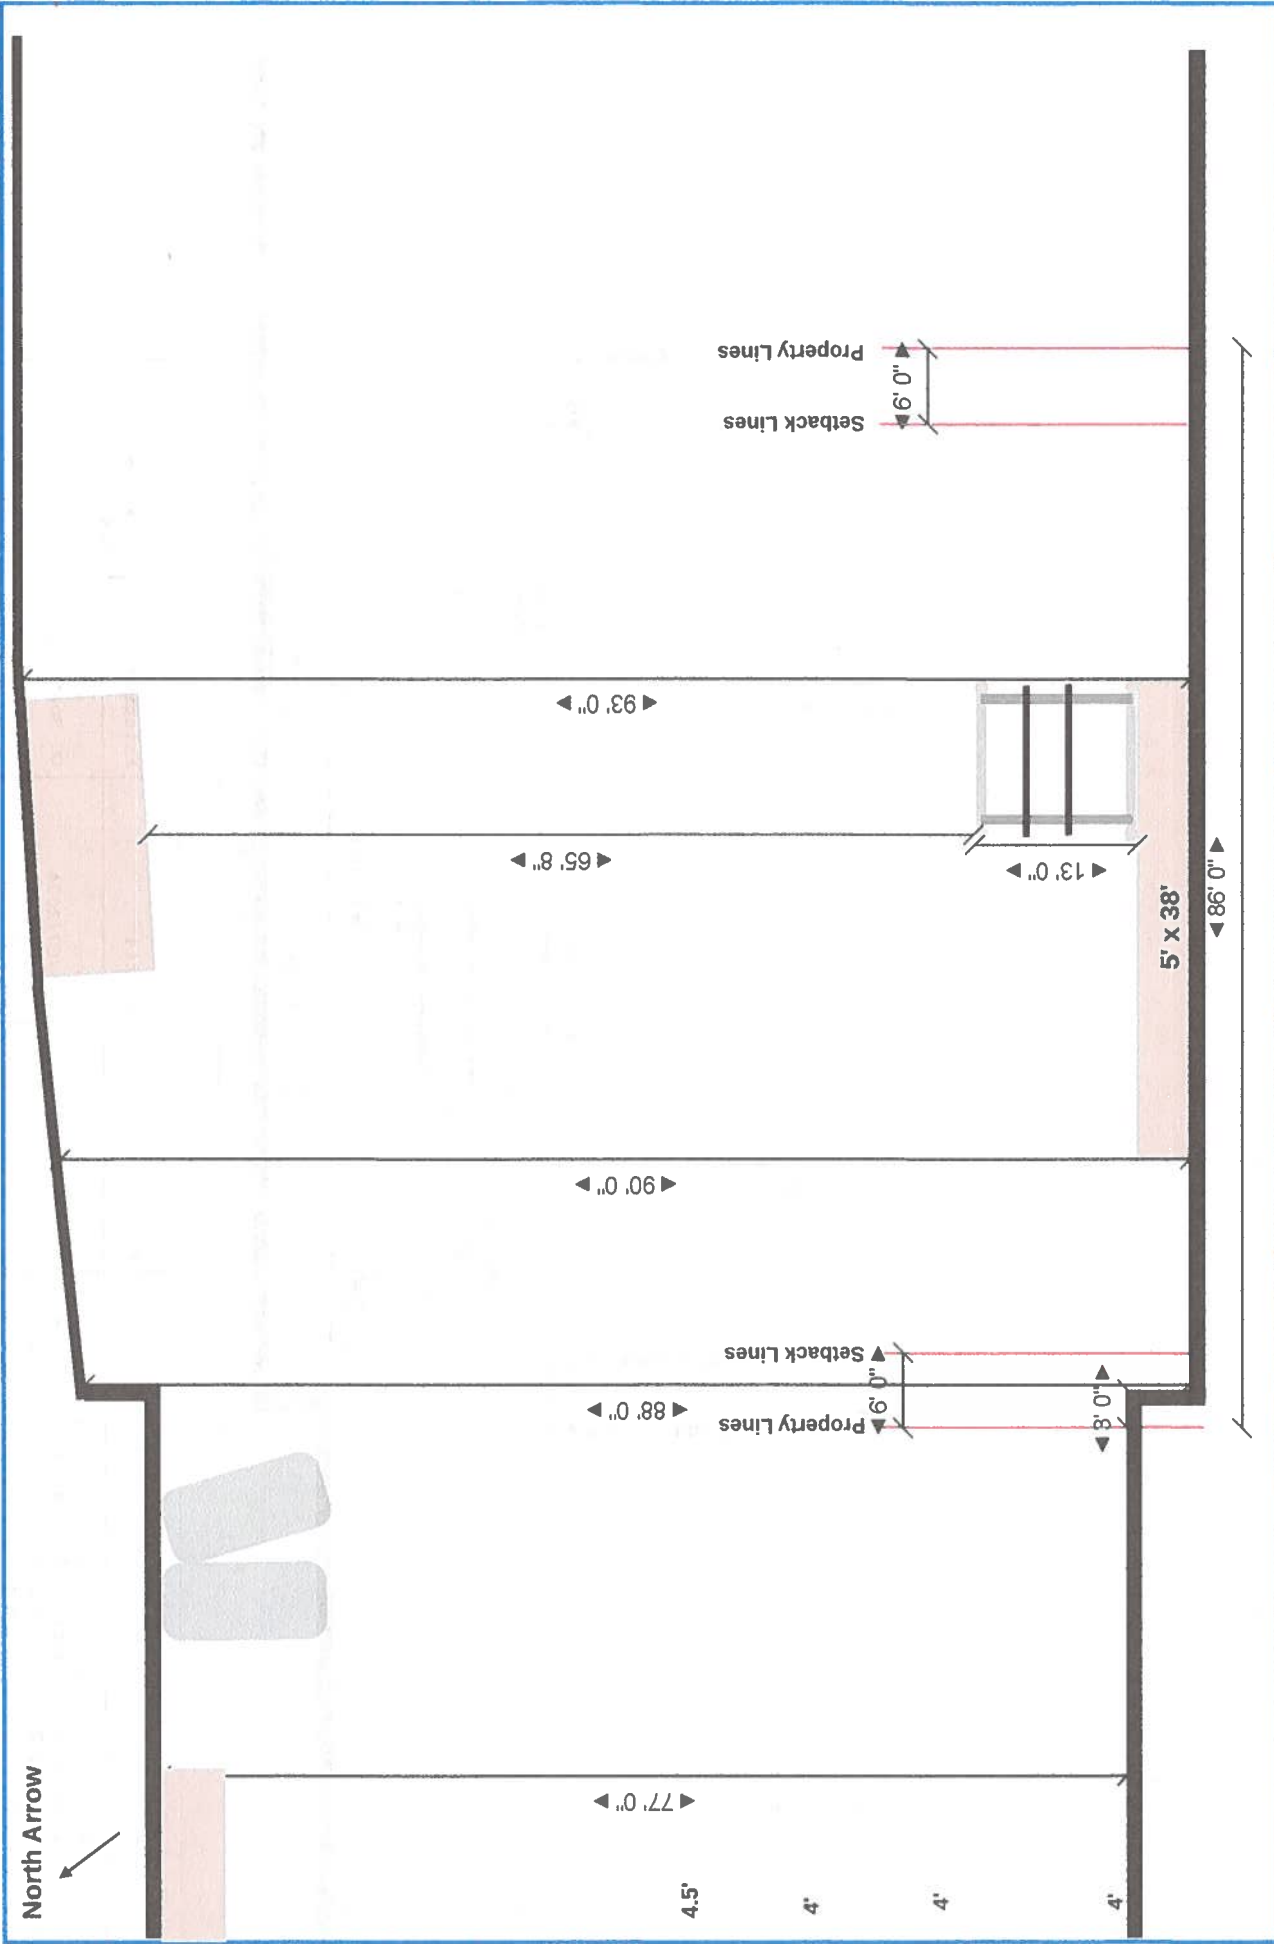 North Arrow
Property Lines
6' 0"
Setback Lines
93' 0"
65' 8"
13' 0"
5' x 38'
86' 0"
90' 0"
Setback Lines
6' 0"
88' 0"
Property Lines
3' 0"
77' 0"
4.5'
4'
4'
4'